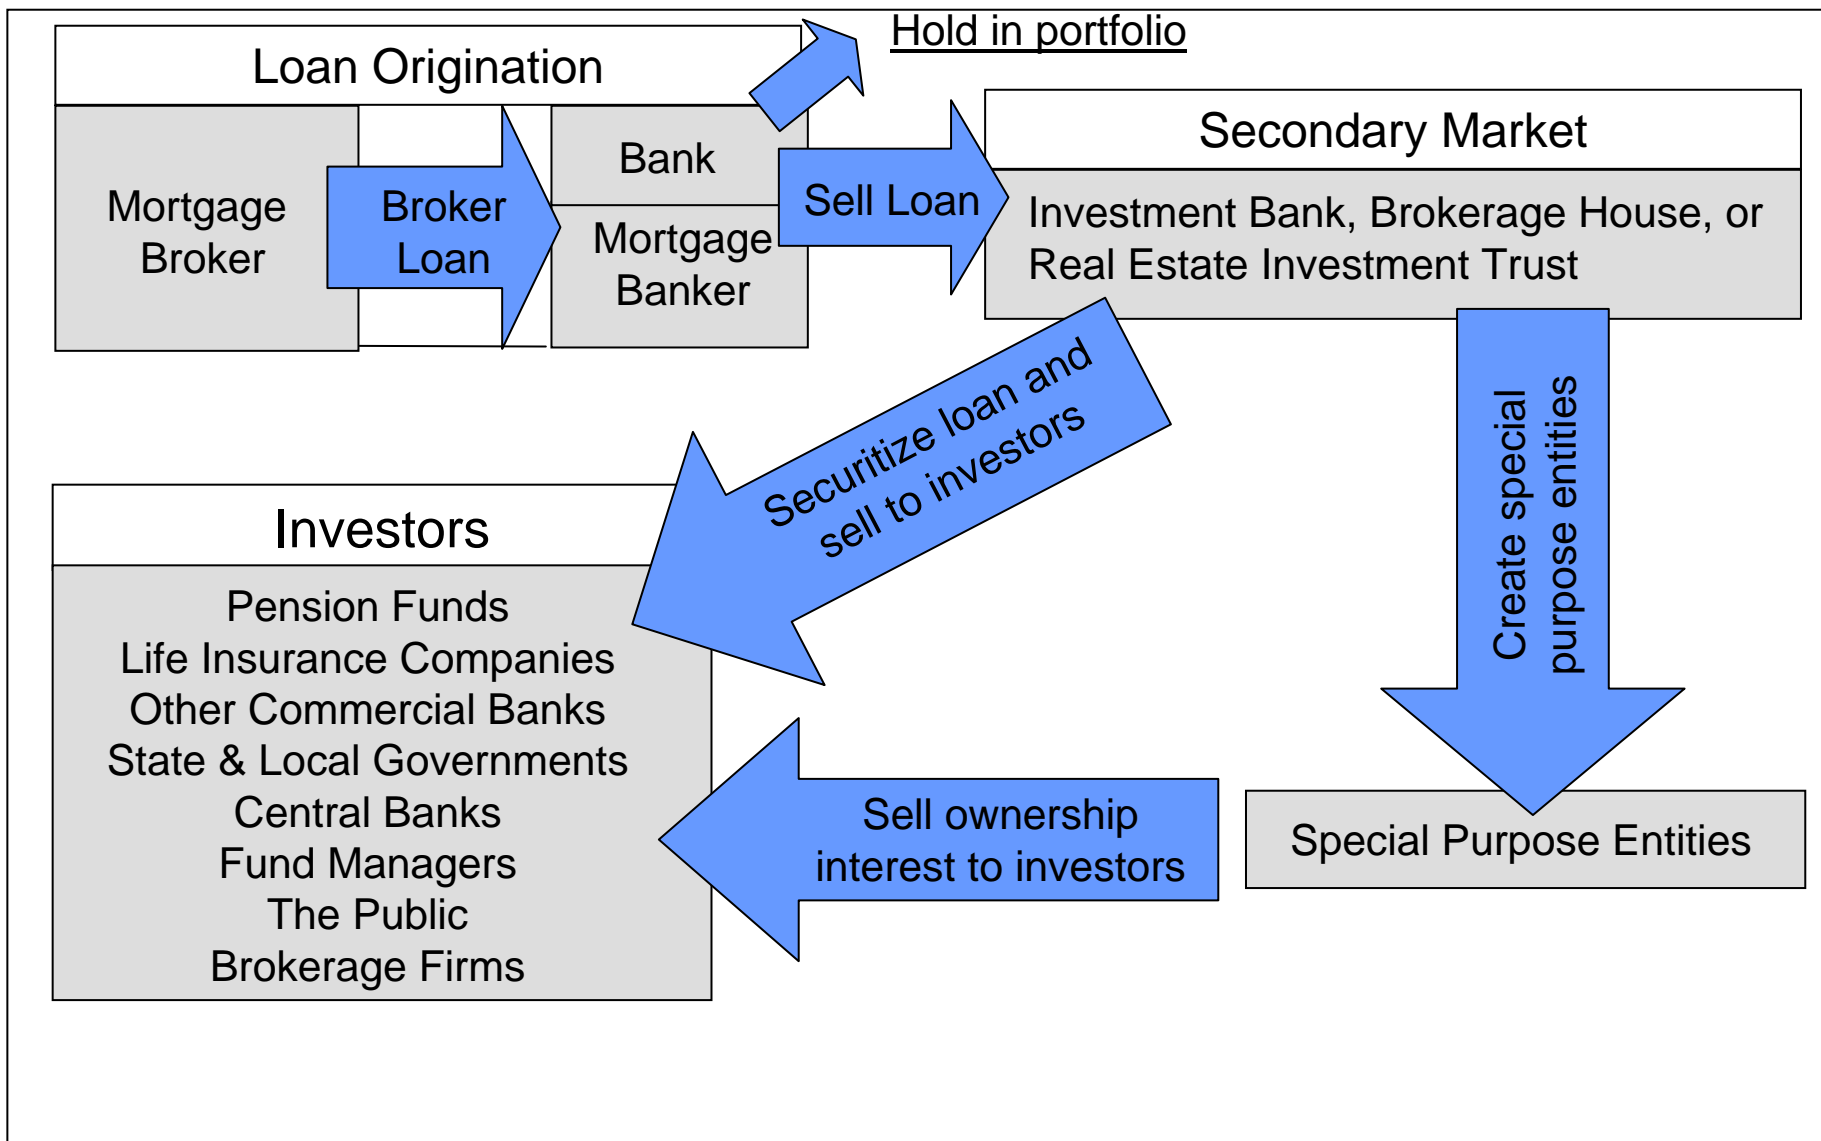 Hold in portfolio
Loan Origination
Mortgage
Broker
Broker
Loan
Bank
Mortgage
Banker
Sell Loan
Secondary Market
Investment Bank, Brokerage House, or
Real Estate Investment Trust
Securitize loan and
sell to investors
Create special
purpose entities
Investors
Pension Funds
Life Insurance Companies
Other Commercial Banks
State & Local Governments
Central Banks
Fund Managers
The Public
Brokerage Firms
Sell ownership
interest to investors
Special Purpose Entities